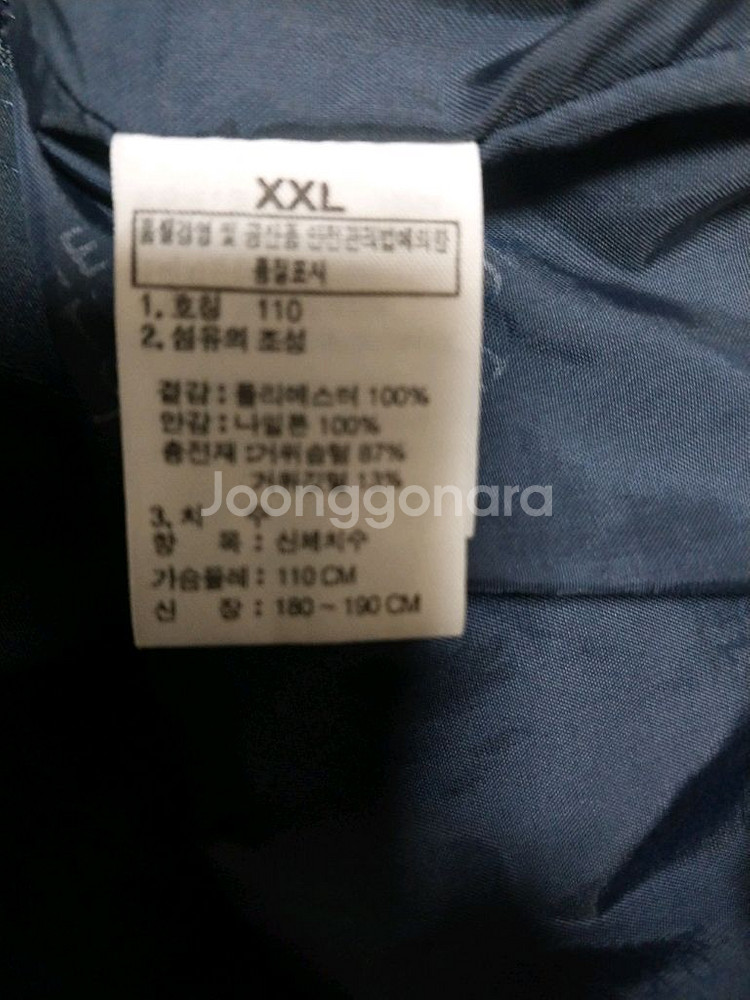 XXL
품질경영 및 공산품 안전관리법에의한
품질표시
1. 호칭 110
2. 섬유의 조성
겉감 : 폴리에스터 100%
안감 : 나일론 100%
충전재 : 거위솜털 87%
거위깃털 13%
Joonggonara
3. 치 수
항 목 : 신체치수
가슴둘레 : 110 CM
신 장 : 180 ~ 190 CM